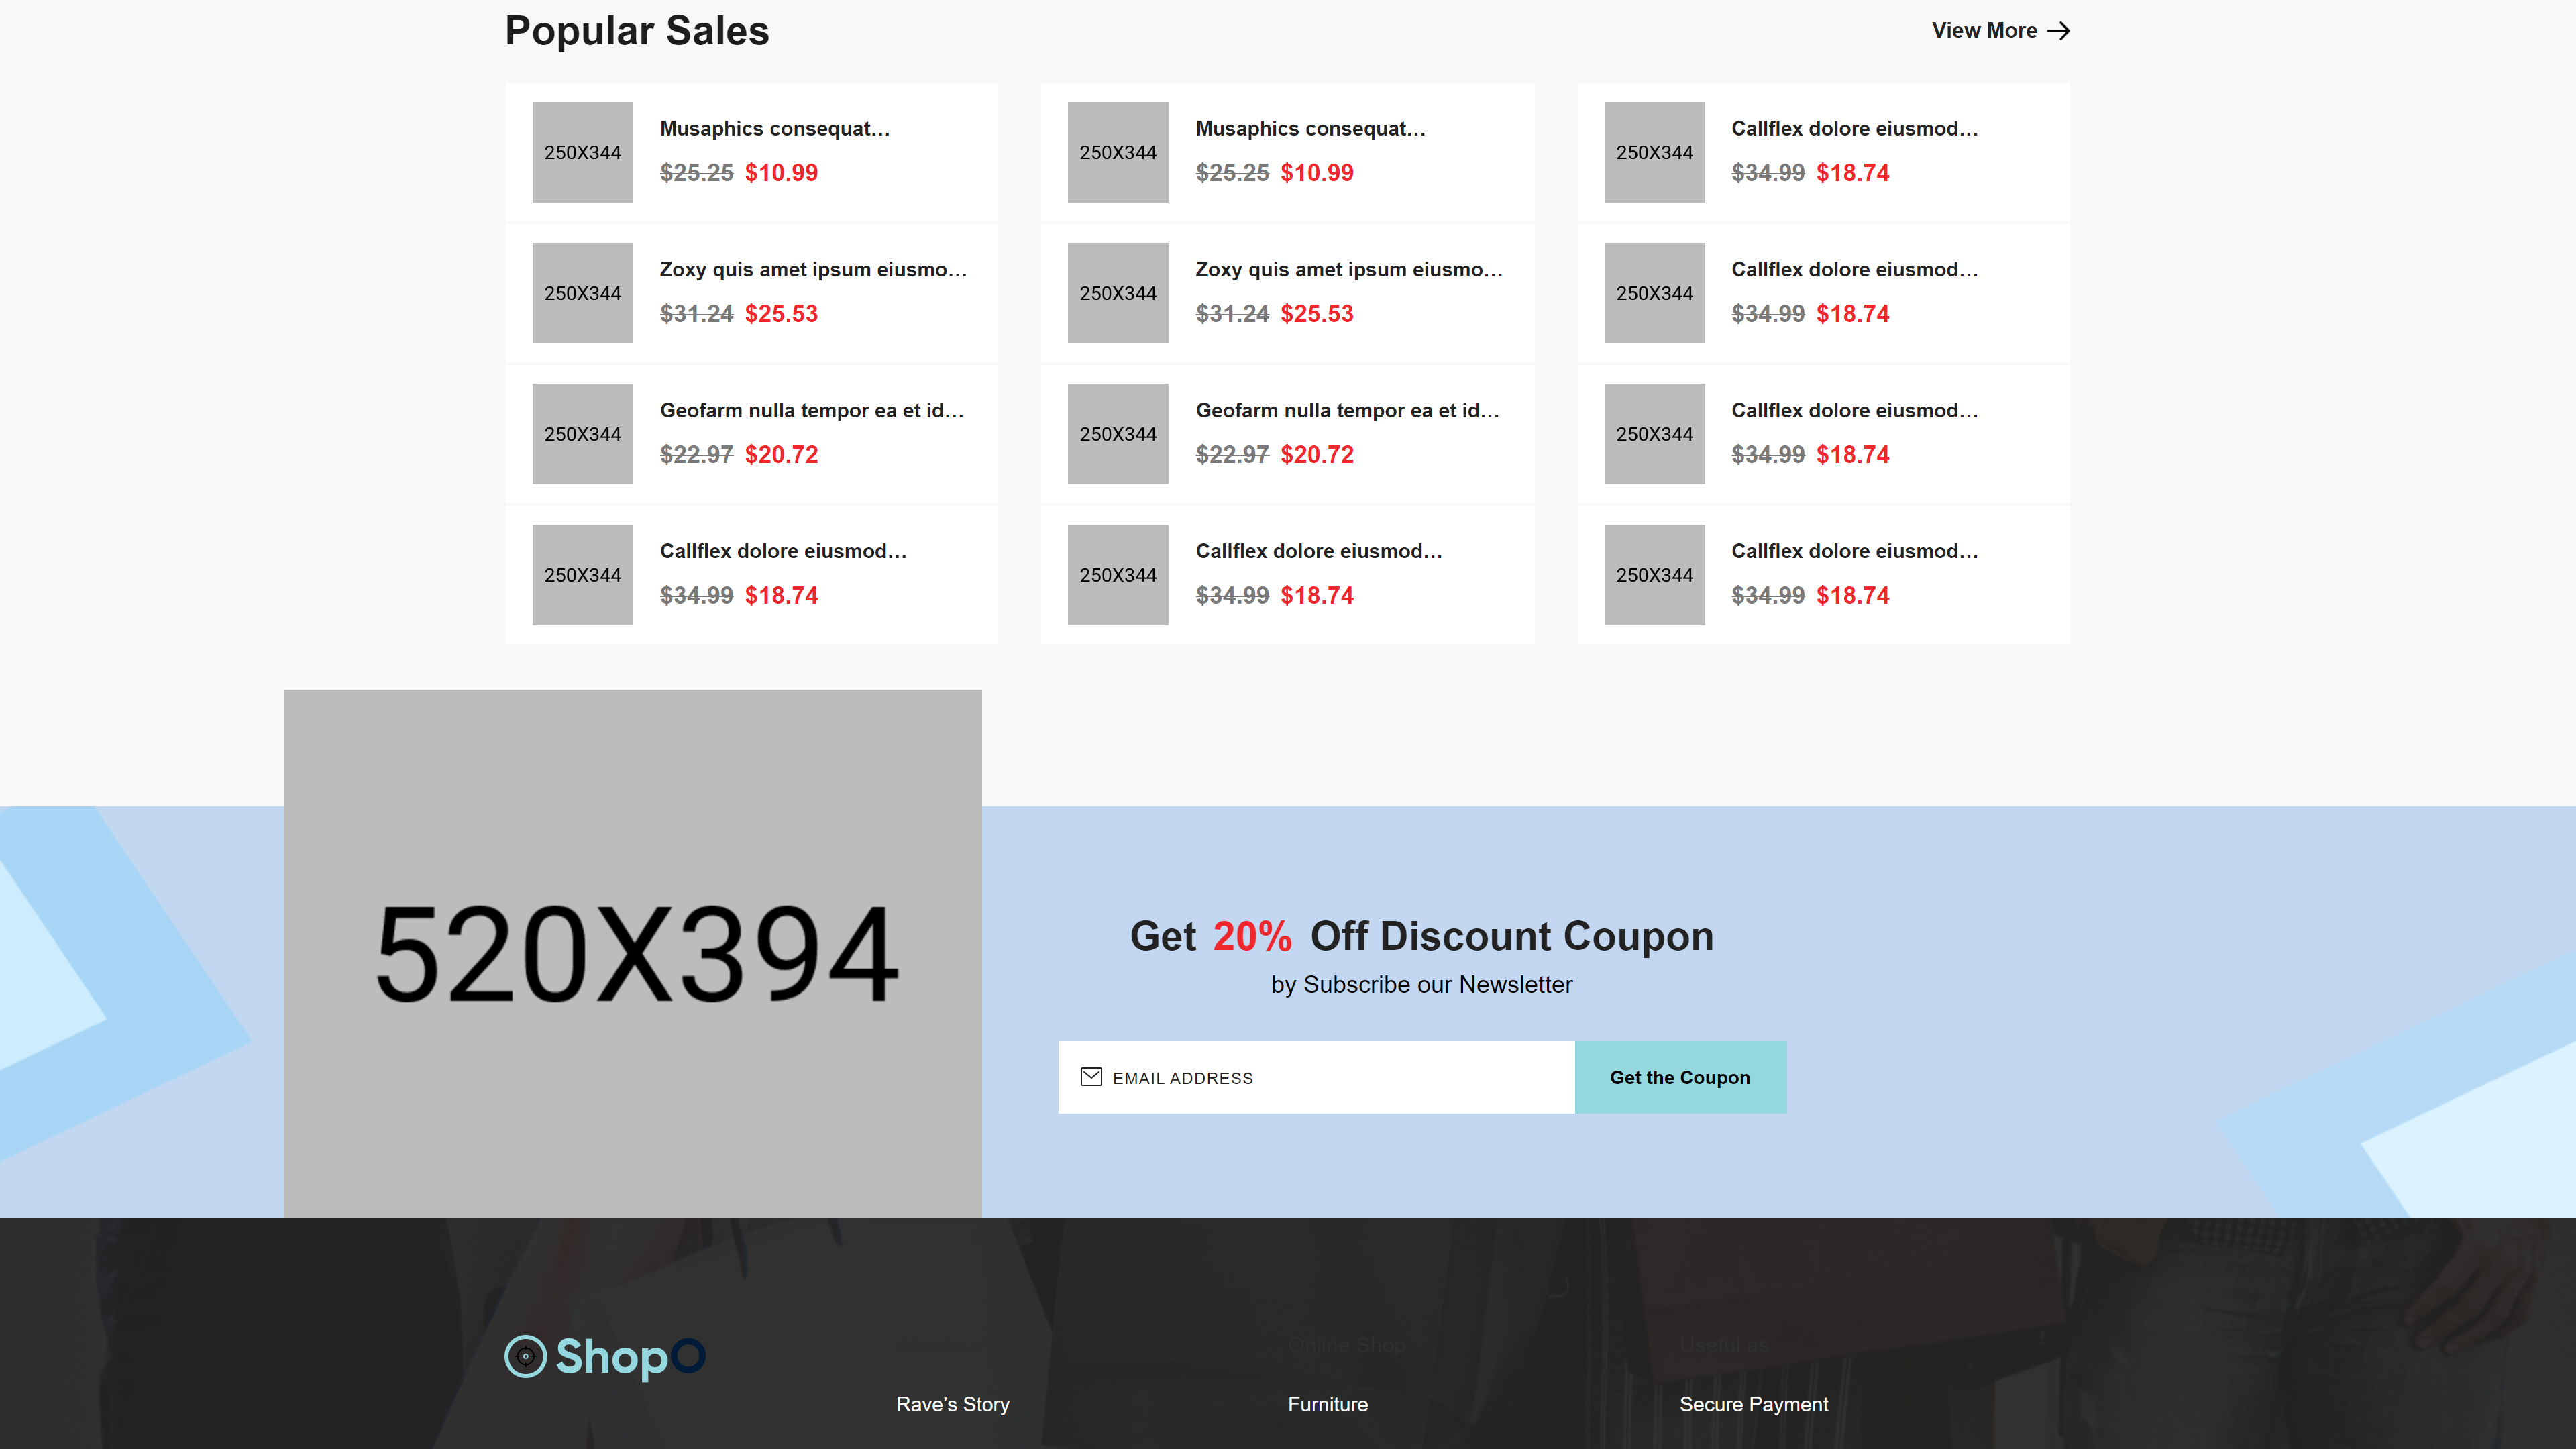 Popular Sales
View More
250X344
Musaphics consequat…
$25.25 $10.99
250X344
Zoxy quis amet ipsum eiusmo…
$31.24 $25.53
250X344
Geofarm nulla tempor ea et id…
$22.97 $20.72
250X344
Callflex dolore eiusmod…
$34.99 $18.74
250X344
Musaphics consequat…
$25.25 $10.99
250X344
Zoxy quis amet ipsum eiusmo…
$31.24 $25.53
250X344
Geofarm nulla tempor ea et id…
$22.97 $20.72
250X344
Callflex dolore eiusmod…
$34.99 $18.74
250X344
Callflex dolore eiusmod…
$34.99 $18.74
250X344
Callflex dolore eiusmod…
$34.99 $18.74
250X344
Callflex dolore eiusmod…
$34.99 $18.74
250X344
Callflex dolore eiusmod…
$34.99 $18.74
520X394
Get 20% Off Discount Coupon
by Subscribe our Newsletter
EMAIL ADDRESS
Get the Coupon
ShopO
Rave’s Story
Online Shop
Furniture
Useful as
Secure Payment